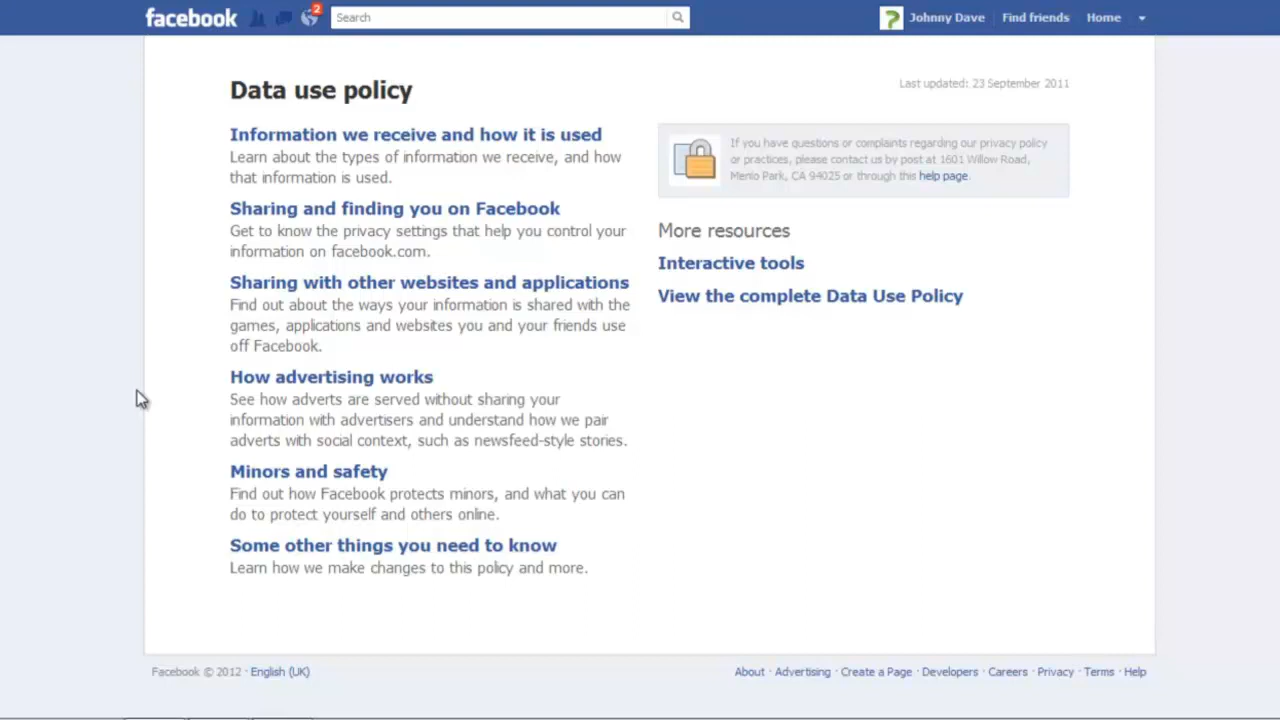 facebook 2 Search Johnny Dave Find friends Home
Data use policy
Last updated: 23 September 2011
Information we receive and how it is used
Learn about the types of information we receive, and how
that information is used.
Sharing and finding you on Facebook
Get to know the privacy settings that help you control your
information on facebook.com.
Sharing with other websites and applications
Find out about the ways your information is shared with the
games, applications and websites you and your friends use
off Facebook.
How advertising works
See how adverts are served without sharing your
information with advertisers and understand how we pair
adverts with social context, such as newsfeed-style stories.
Minors and safety
Find out how Facebook protects minors, and what you can
do to protect yourself and others online.
Some other things you need to know
Learn how we make changes to this policy and more.
If you have questions or complaints regarding our privacy policy
or practices, please contact us by post at 1601 Willow Road,
Menlo Park, CA 94025 or through this help page.
More resources
Interactive tools
View the complete Data Use Policy
Facebook © 2012 · English (UK)
About · Advertising · Create a Page · Developers · Careers · Privacy · Terms · Help